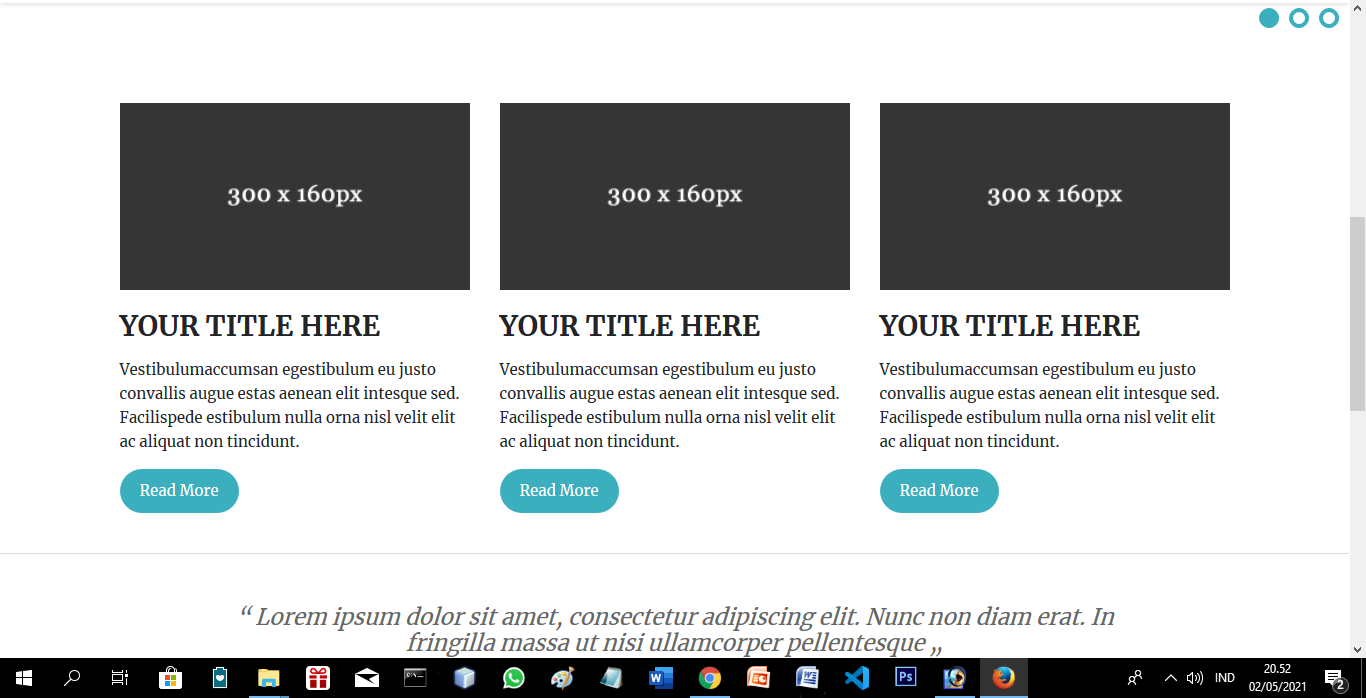 300 x 160px
300 x 160px
300 x 160px
YOUR TITLE HERE
Vestibulumaccumsan egestibulum eu justo
convallis augue estas aenean elit intesque sed.
Facilispede estibulum nulla orna nisl velit elit
ac aliquat non tincidunt.
Read More
YOUR TITLE HERE
Vestibulumaccumsan egestibulum eu justo
convallis augue estas aenean elit intesque sed.
Facilispede estibulum nulla orna nisl velit elit
ac aliquat non tincidunt.
Read More
YOUR TITLE HERE
Vestibulumaccumsan egestibulum eu justo
convallis augue estas aenean elit intesque sed.
Facilispede estibulum nulla orna nisl velit elit
ac aliquat non tincidunt.
Read More
“ Lorem ipsum dolor sit amet, consectetur adipiscing elit. Nunc non diam erat. In
fringilla massa ut nisi ullamcorper pellentesque „
IND
20.52
02/05/2021
2
Ps